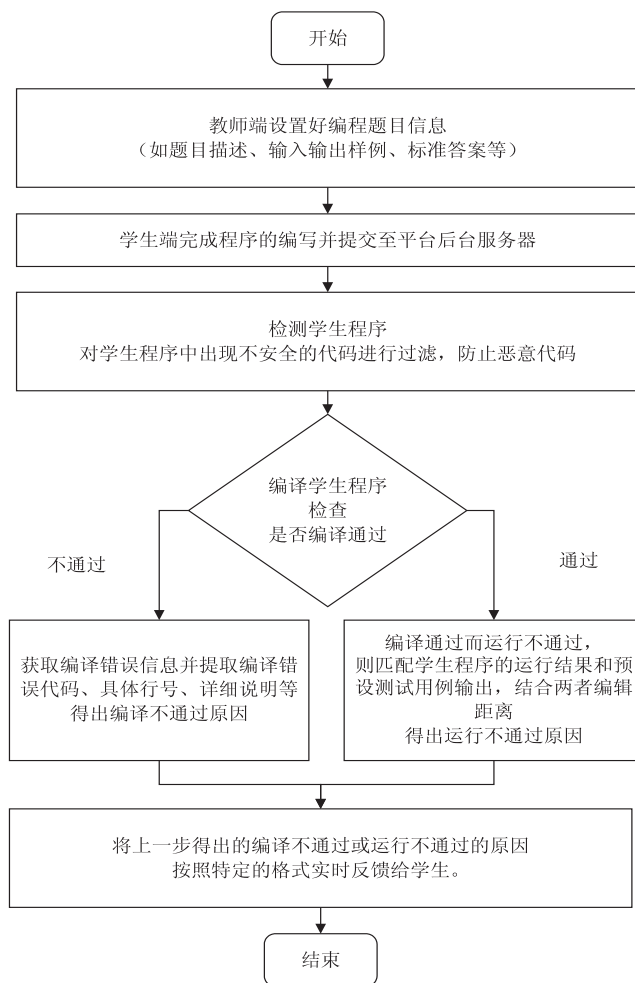 开始
教师端设置好编程题目信息
（如题目描述、输入输出样例、标准答案等）
学生端完成程序的编写并提交至平台后台服务器
检测学生程序
对学生程序中出现不安全的代码进行过滤，防止恶意代码
编译学生程序
检查
是否编译通过
不通过
通过
获取编译错误信息并提取编译错
误代码、具体行号、详细说明等
得出编译不通过原因
编译通过而运行不通过，
则匹配学生程序的运行结果和预
设测试用例输出，结合两者编辑
距离
得出运行不通过原因
将上一步得出的编译不通过或运行不通过的原因
按照特定的格式实时反馈给学生。
结束